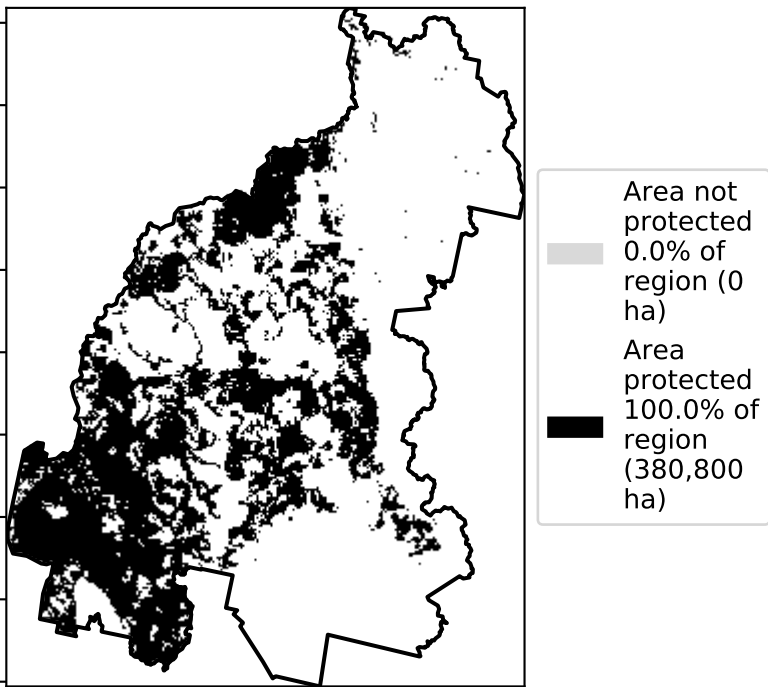 Area not
protected
0.0% of
region (0
ha)
Area
protected
100.0% of
region
(380,800
ha)